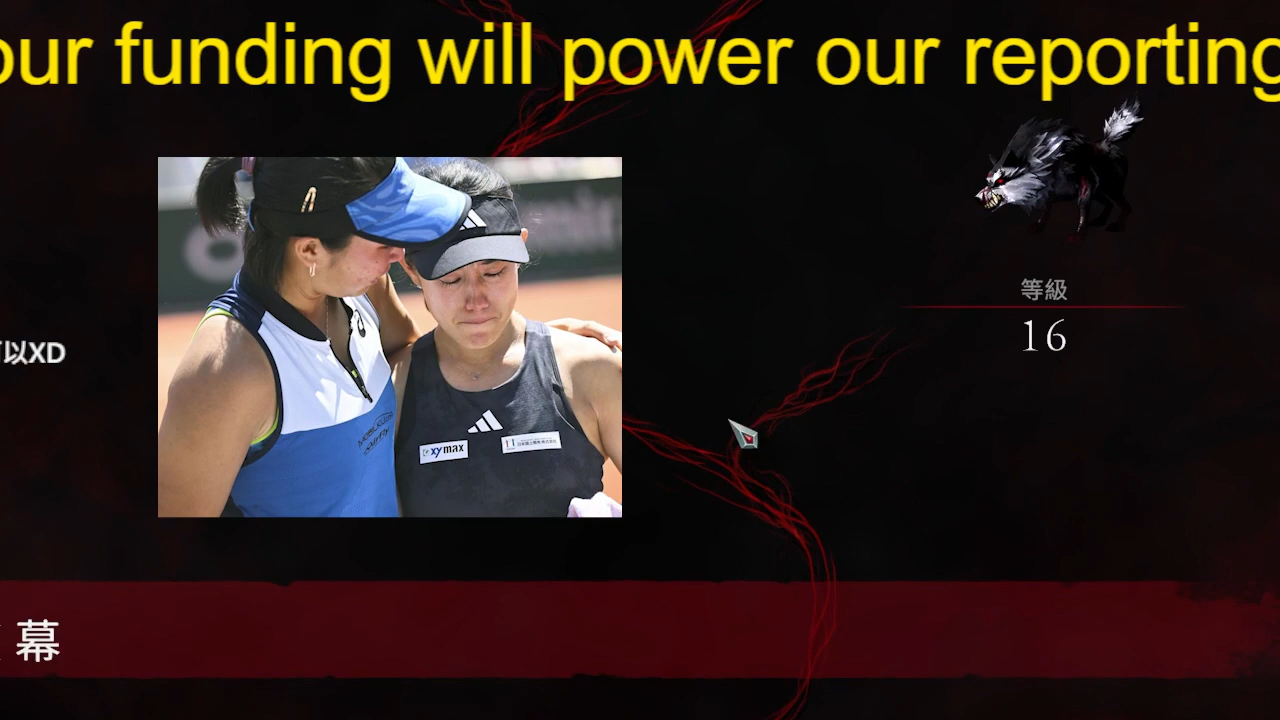 our funding will power our reporting
等級
16
以XD
xymax
幕